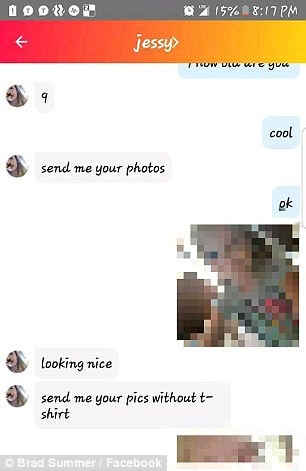 15% 8:17 PM
jessy>
how old are you
9
cool
send me your photos
ok
looking nice
send me your pics without t-
shirt
© Brad Summer / Facebook